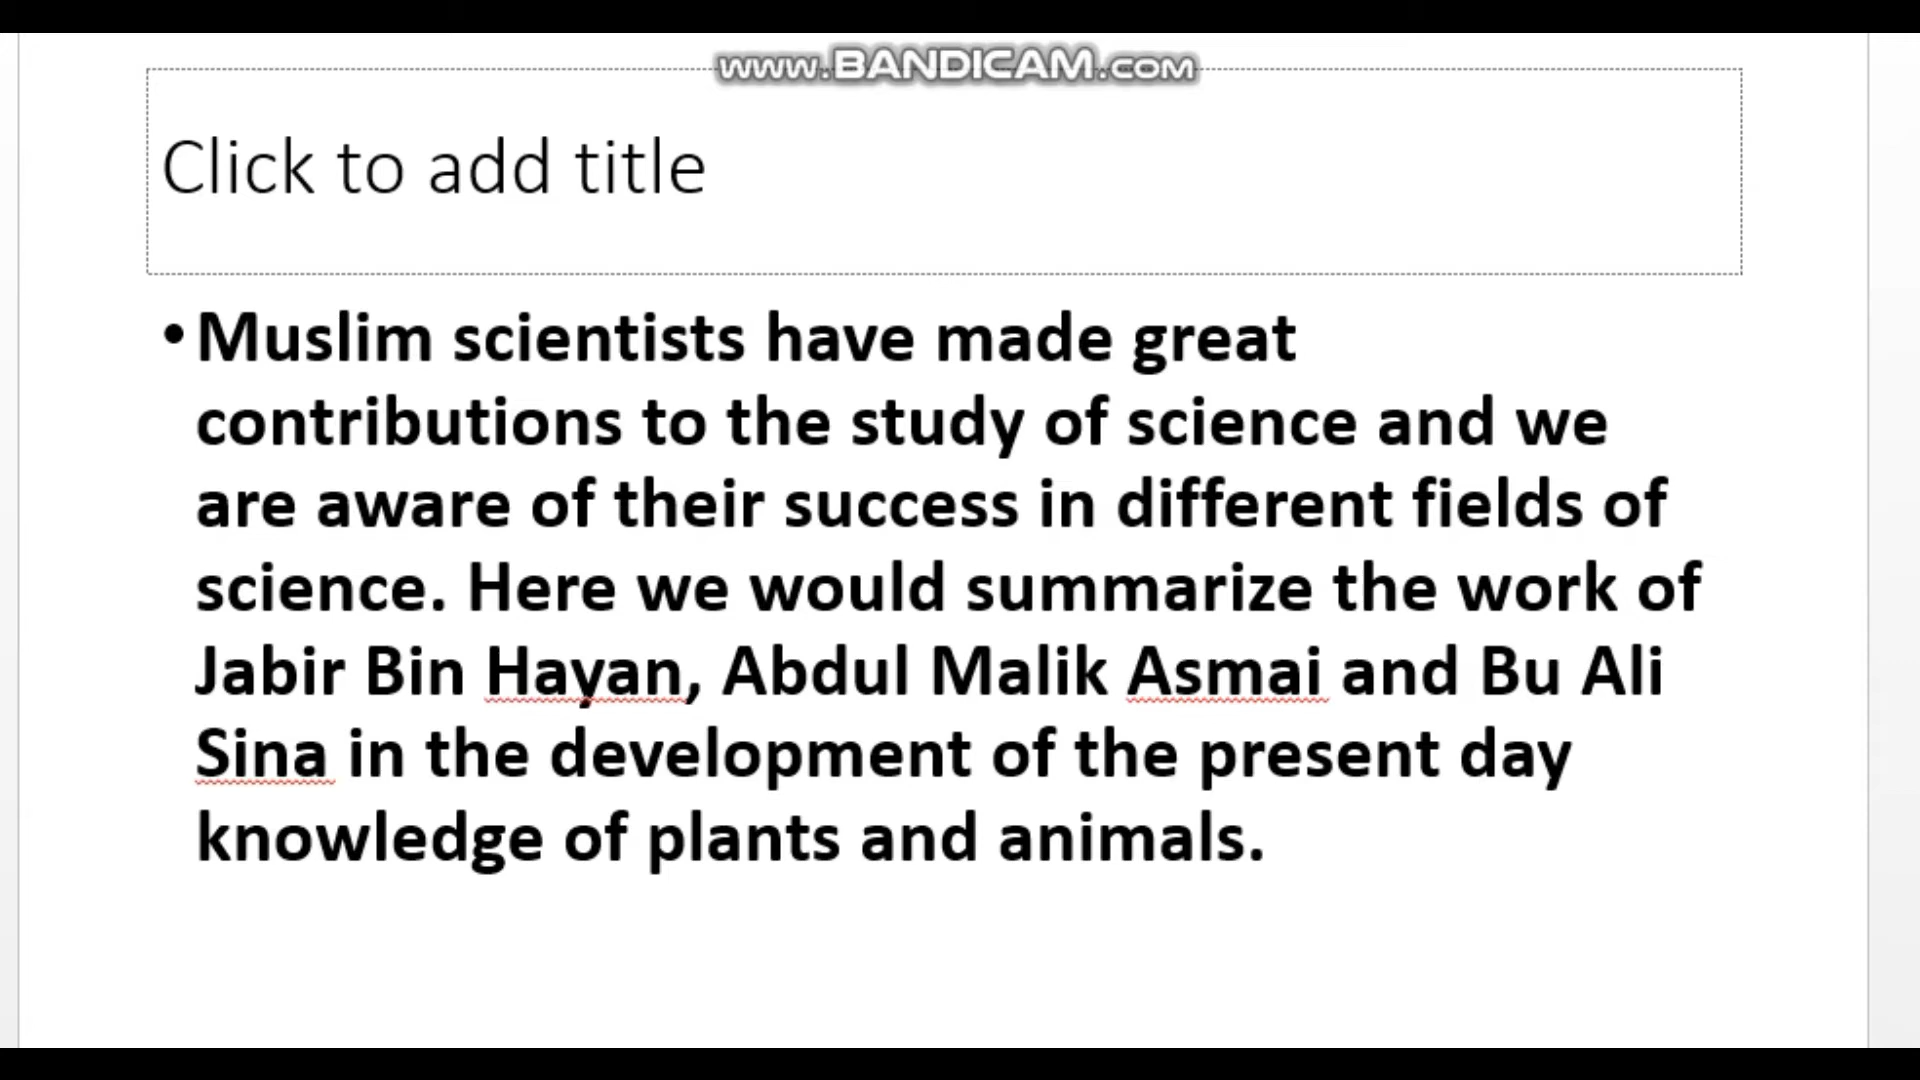 www.BANDICAM.com
Click to add title
• Muslim scientists have made great
contributions to the study of science and we
are aware of their success in different fields of
science. Here we would summarize the work of
Jabir Bin Hayan, Abdul Malik Asmai and Bu Ali
Sina in the development of the present day
knowledge of plants and animals.